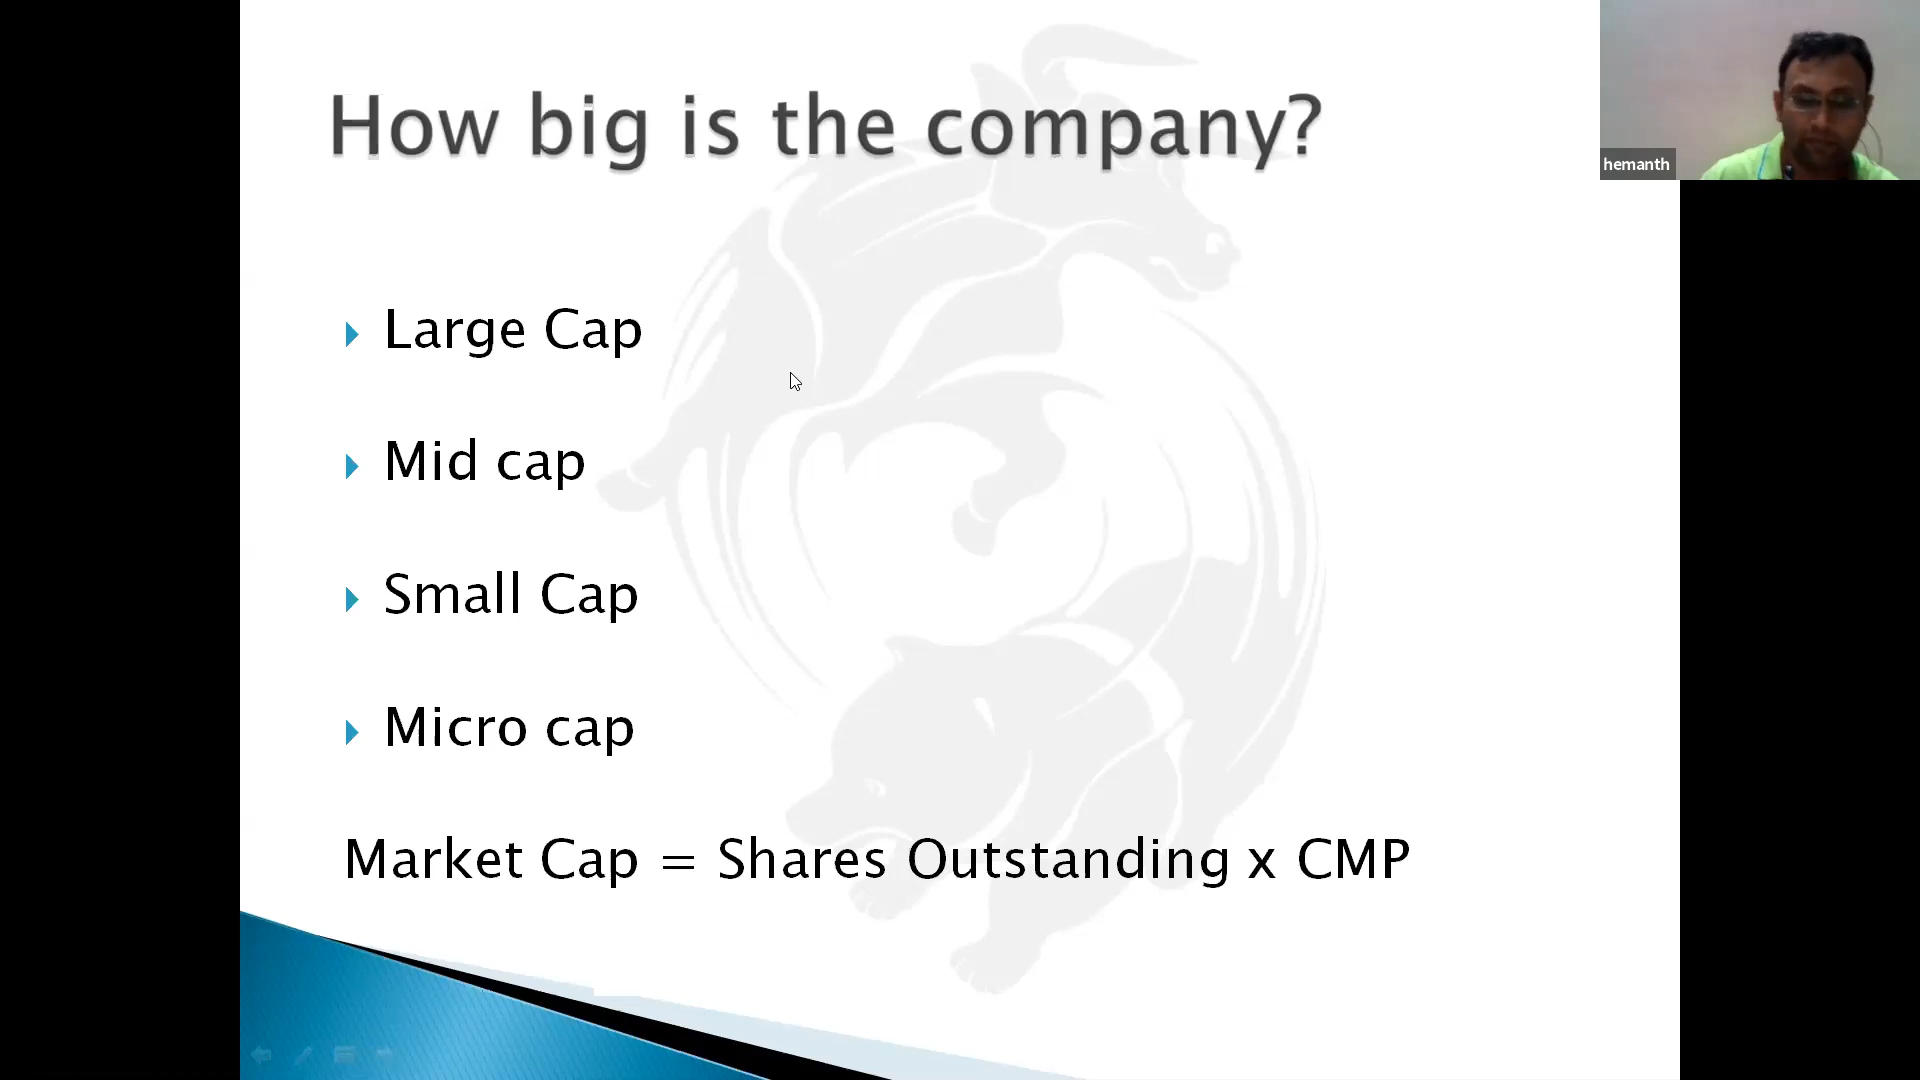 How big is the company?
hemanth
Large Cap
Mid cap
Small Cap
Micro cap
Market Cap = Shares Outstanding x CMP